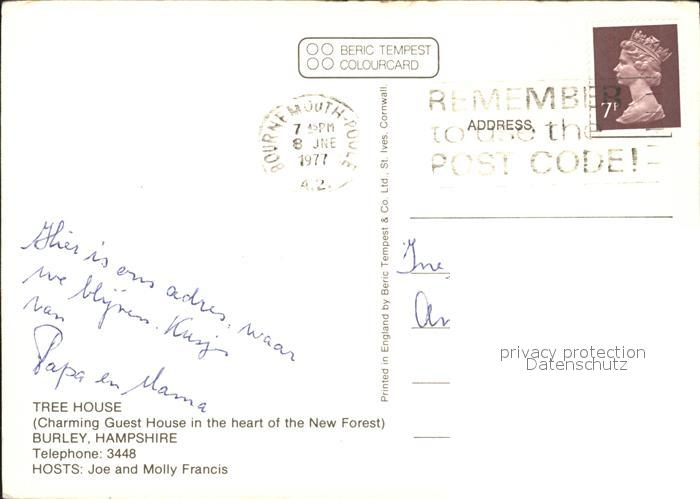 BERIC TEMPEST
COLOURCARD
BOURNEMOUTH-POOLE
7 PM
8 JNE
1977
A.2.
REMEMBER
to use the
POST CODE!
7P
ADDRESS
Printed in England by Beric Tempest & Co. Ltd., St. Ives, Cornwall.
Hier is ons adres, waar
we blijven. Kusjes
van
Papa en Mama
TREE HOUSE
(Charming Guest House in the heart of the New Forest)
BURLEY, HAMPSHIRE
Telephone: 3448
HOSTS: Joe and Molly Francis
privacy protection
Datenschutz